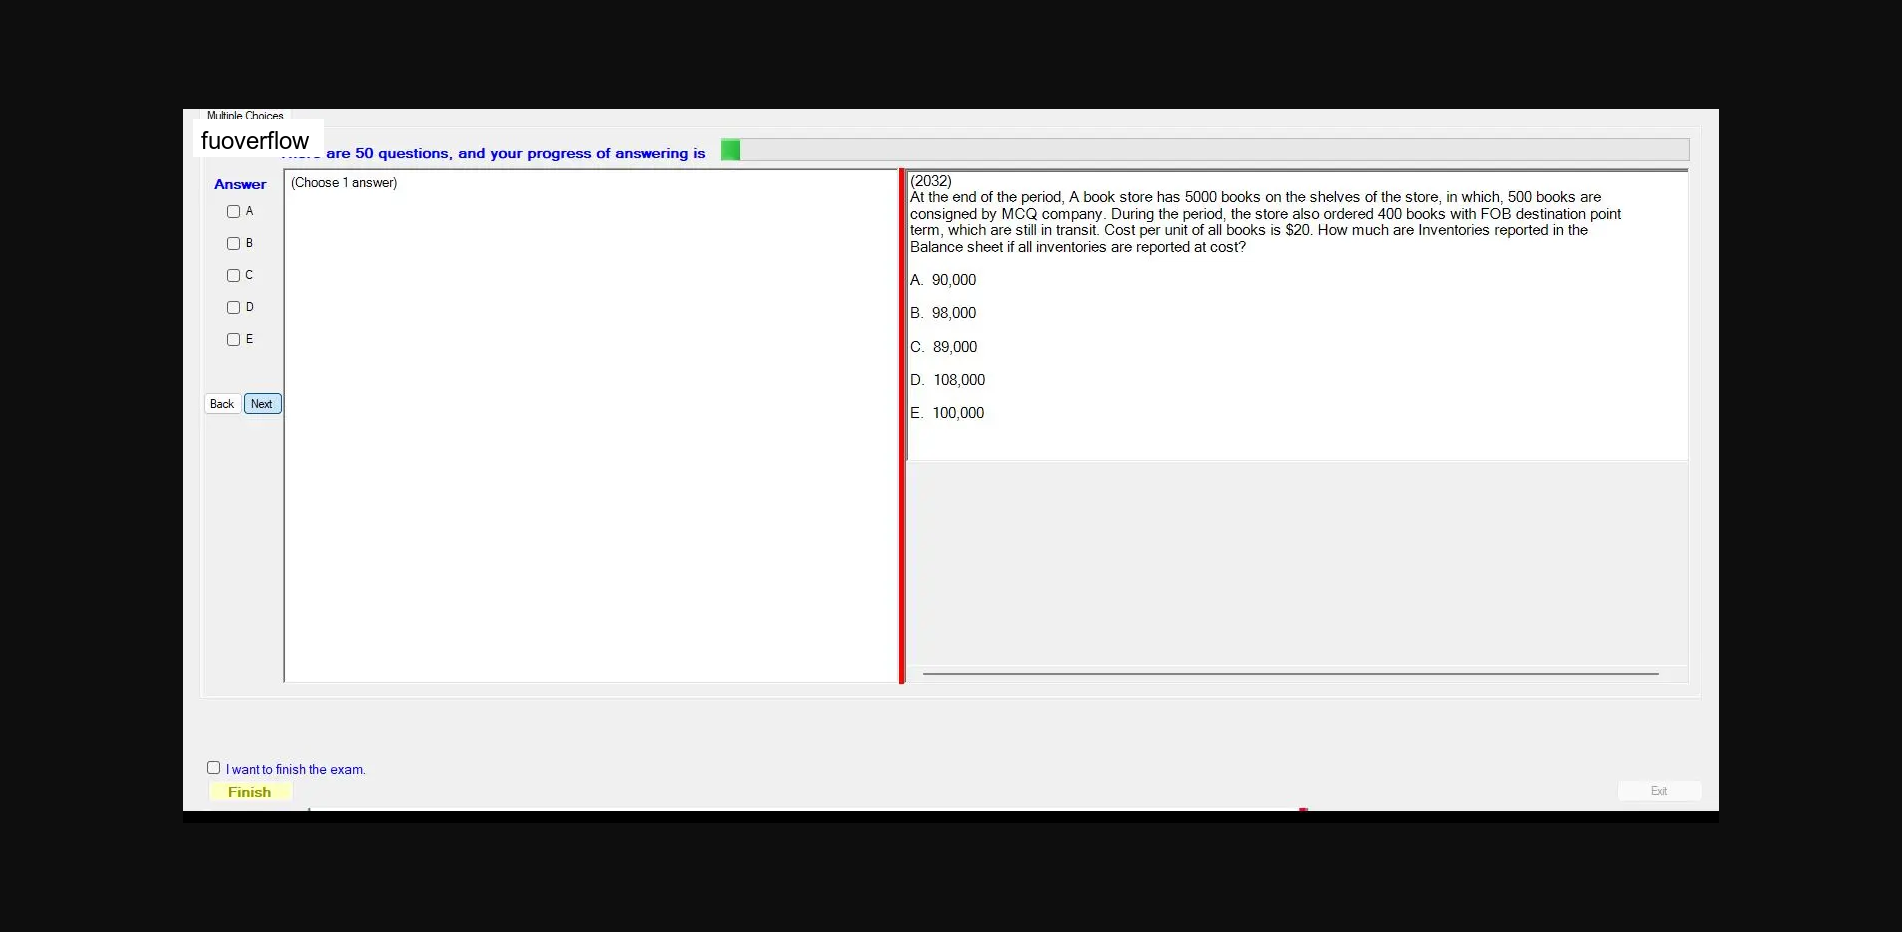 Multiple Choices
fuoverflow
are 50 questions, and your progress of answering is
Answer
(Choose 1 answer)
A
B
C
D
E
Back Next
(2032)
At the end of the period, A book store has 5000 books on the shelves of the store, in which, 500 books are
consigned by MCQ company. During the period, the store also ordered 400 books with FOB destination point
term, which are still in transit. Cost per unit of all books is $20. How much are Inventories reported in the
Balance sheet if all inventories are reported at cost?
A. 90,000
B. 98,000
C. 89,000
D. 108,000
E. 100,000
I want to finish the exam.
Finish
Exit